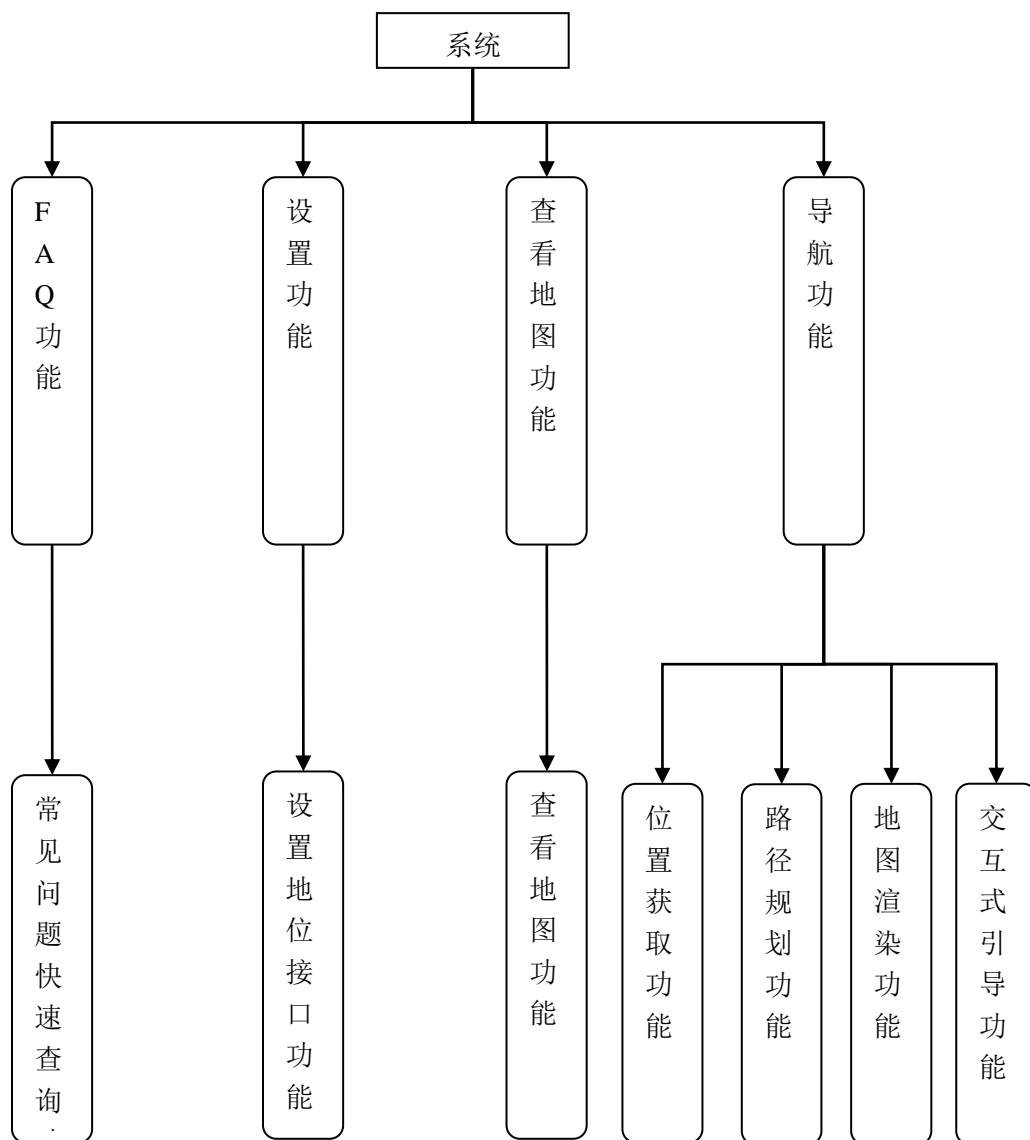 系统
FAQ功能
设置功能
查看地图功能
导航功能
常见问题快速查询
设置地位接口功能
查看地图功能
位置获取功能
路径规划功能
地图渲染功能
交互式引导功能